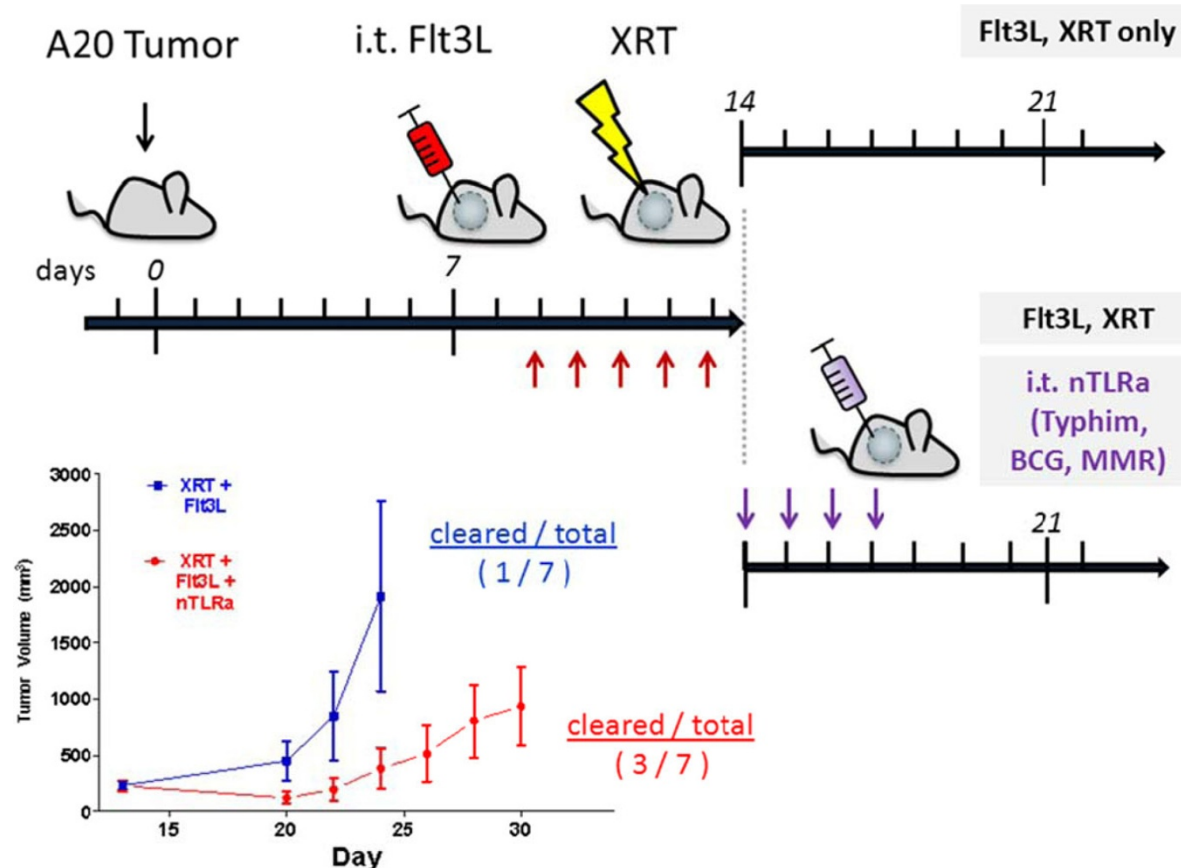 A20 Tumor
i.t. Flt3L
XRT
Flt3L, XRT only
14
21
days
0
7
Flt3L, XRT
i.t. nTLRa
(Typhim,
BCG, MMR)
21
3000
2500
2000
1500
1000
500
0
Tumor Volume (mm³)
XRT +
Flt3L
XRT +
Flt3L +
nTLRa
cleared / total
( 1 / 7 )
cleared / total
( 3 / 7 )
15
20
25
30
Day